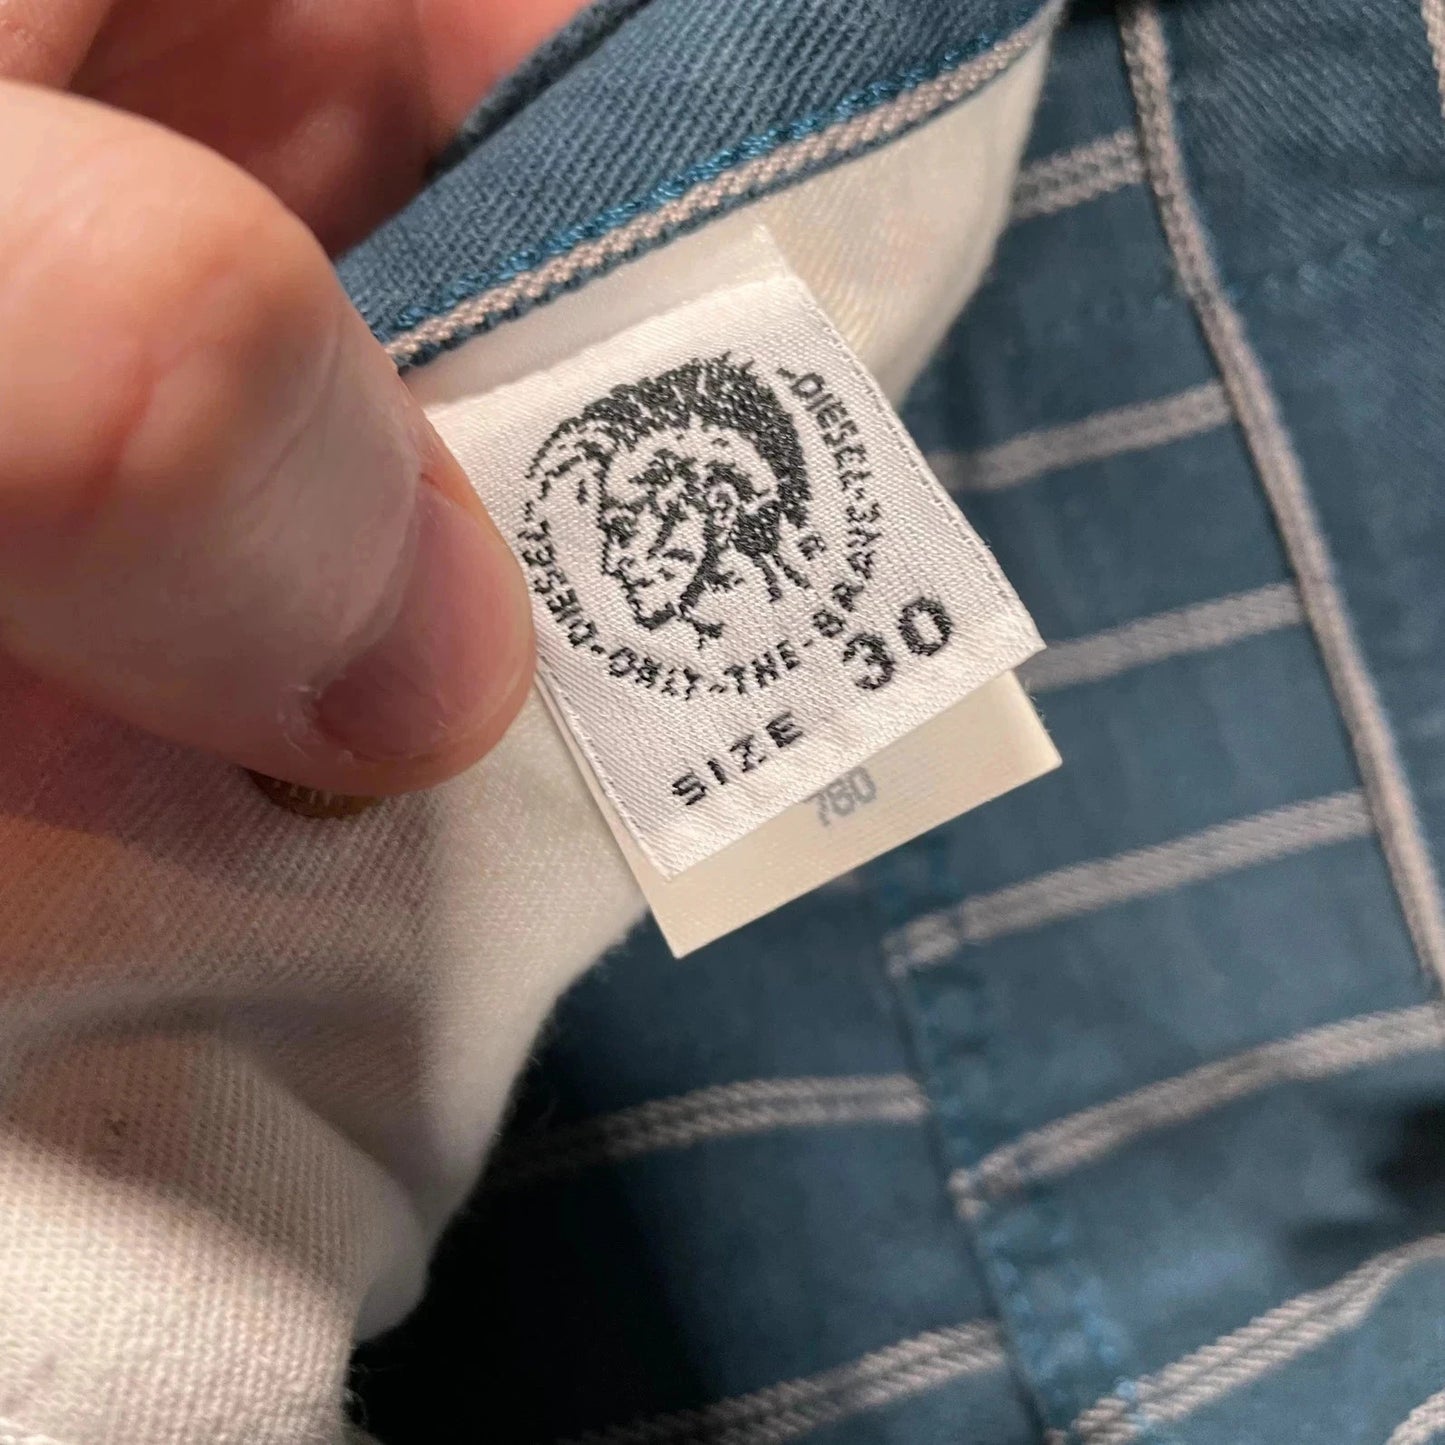 DIESEL·ONLY·THE·BRAVE·DIESEL·
R
SIZE 30
780